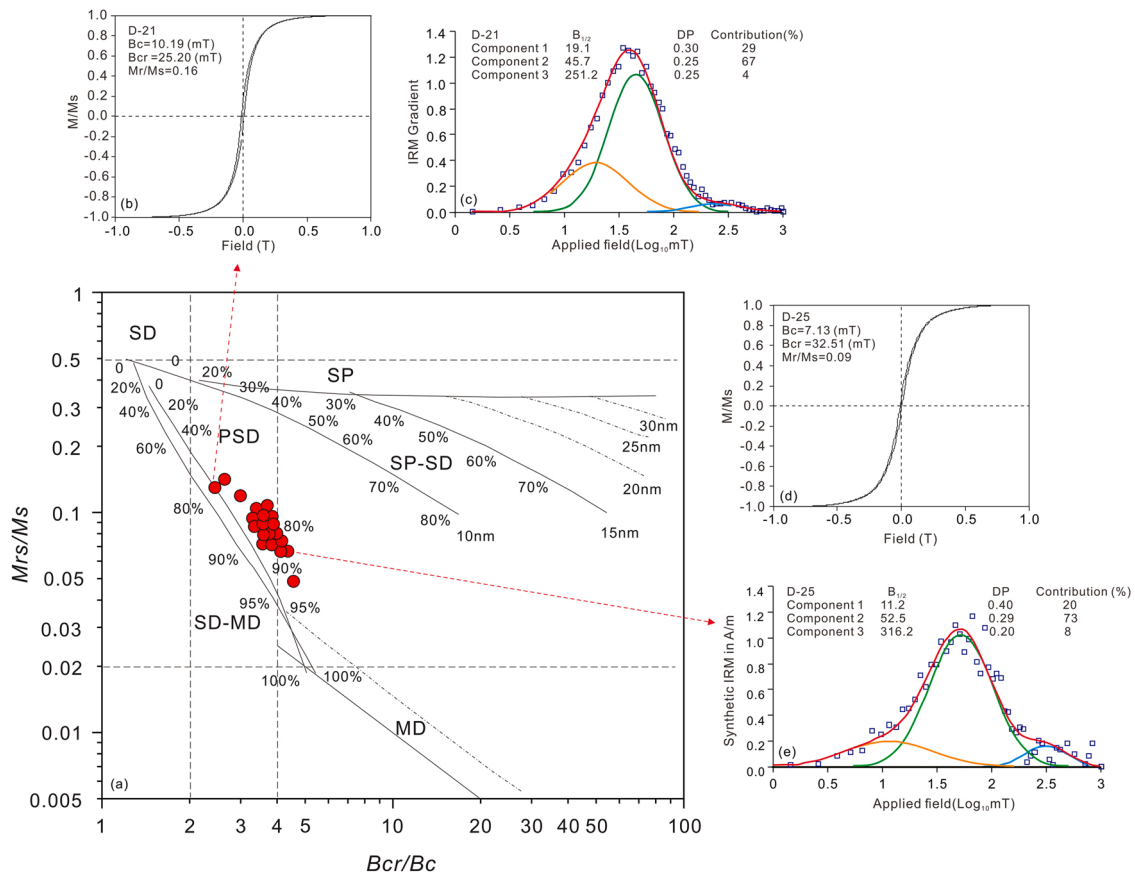 D-21
Bc=10.19 (mT)
Bcr =25.20 (mT)
Mr/Ms=0.16
1.0
0.8
0.6
0.4
0.2
0.0
-0.2
-0.4
-0.6
-0.8
-1.0
M/Ms
(b)
-1.0 -0.5 0.0 0.5 1.0
Field (T)
D-21 B1/2 DP Contribution(%)
Component 1 19.1 0.30 29
Component 2 45.7 0.25 67
Component 3 251.2 0.25 4
1.4
1.2
1.0
0.8
0.6
0.4
0.2
0.0
IRM Gradient
(c)
0 0.5 1.0 1.5 2.0 2.5 3.0
Applied field(Log10mT)
1
0.5
0.3
0.2
0.1
0.05
0.03
0.02
0.01
0.005
Mrs/Ms
SD
0 0
20%
SP
20% 0 30%
40% 20% 40% 30%
60% 40% PSD 50% 40%
60% 50%
SP-SD 60%
70% 70%
80%
30nm
25nm
20nm
15nm
10nm
80% 80%
90% 90%
95% 95%
SD-MD
100% 100%
MD
(a)
1 2 3 4 5 10 20 30 40 50 100
Bcr/Bc
D-25
Bc=7.13 (mT)
Bcr =32.51 (mT)
Mr/Ms=0.09
1.0
0.8
0.6
0.4
0.2
0.0
-0.2
-0.4
-0.6
-0.8
-1.0
M/Ms
(d)
-1.0 -0.5 0.0 0.5 1.0
Field (T)
D-25 B1/2 DP Contribution (%)
Component 1 11.2 0.40 20
Component 2 52.5 0.29 73
Component 3 316.2 0.20 8
1.4
1.2
1.0
0.8
0.6
0.4
0.2
0.0
Synthetic IRM in A/m
(e)
0 1 1.5 2 2.5 3
Applied field(Log10mT)